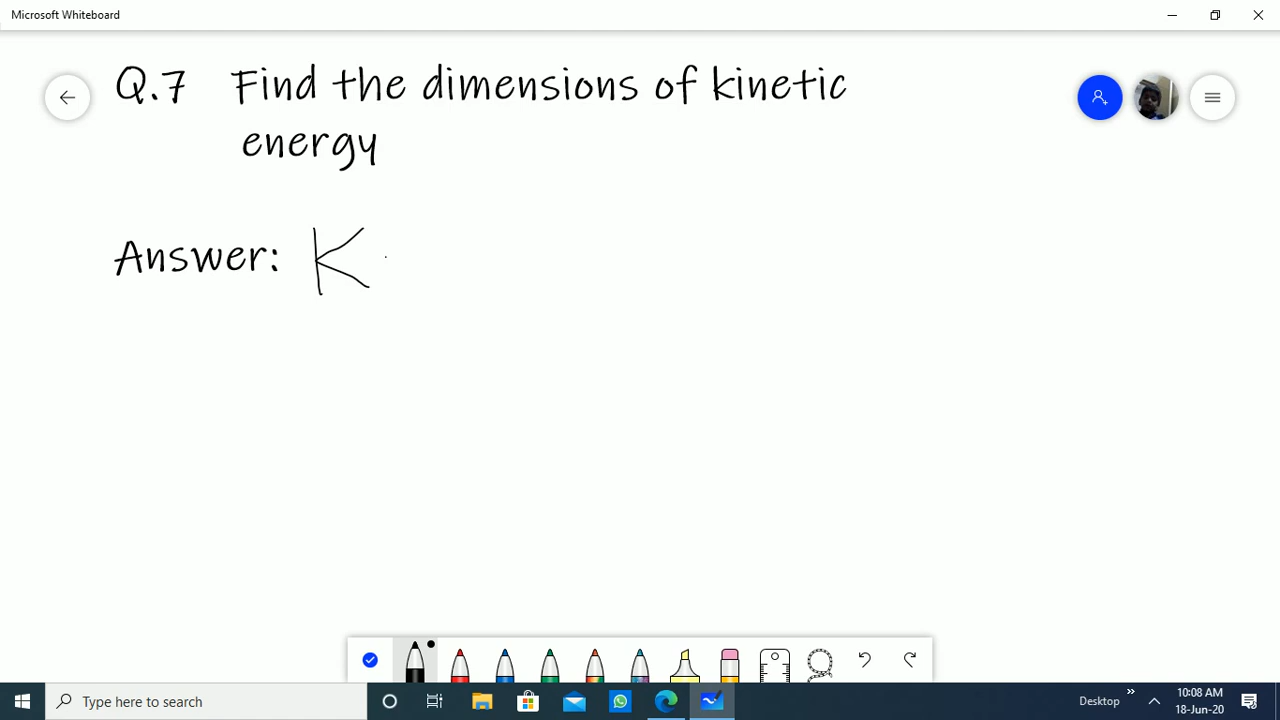 Microsoft Whiteboard
Q.7 Find the dimensions of kinetic
energy
Answer: K
Type here to search
Desktop
10:08 AM
18-Jun-20